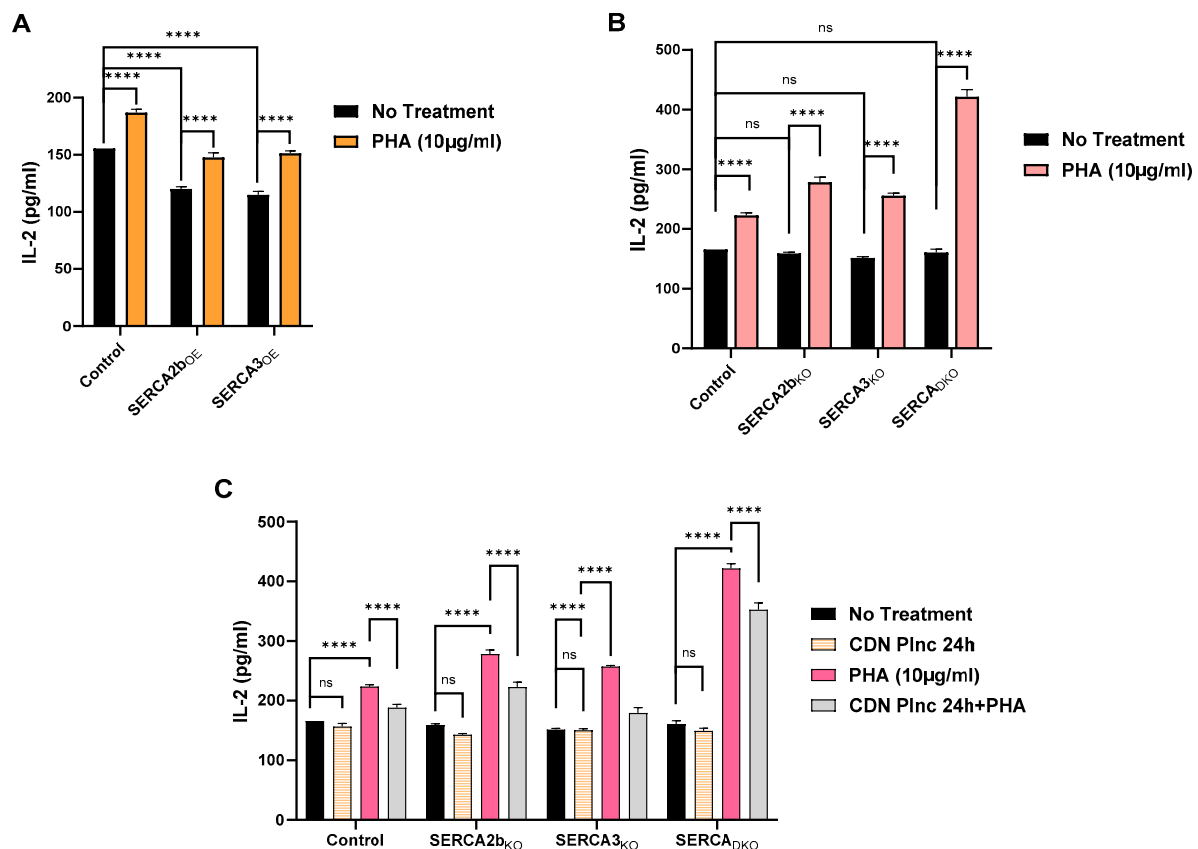 A
****
****
****
****
****
200
150
100
50
0
IL-2 (pg/ml)
Control
SERCA2bOE
SERCA3OE
No Treatment
PHA (10µg/ml)
B
ns
****
ns
****
ns
****
****
500
400
300
200
100
0
IL-2 (pg/ml)
Control
SERCA2bKO
SERCA3KO
SERCADKO
No Treatment
PHA (10µg/ml)
C
****
****
****
****
****
****
****
****
ns
ns
ns
ns
500
400
300
200
100
0
IL-2 (pg/ml)
Control
SERCA2bKO
SERCA3KO
SERCADKO
No Treatment
CDN PInc 24h
PHA (10µg/ml)
CDN PInc 24h+PHA